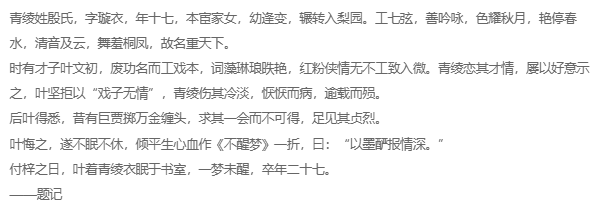 青绫姓殷氏，字璇衣，年十七，本宦家女，幼逢变，辗转入梨园。工七弦，善吟咏，色耀秋月，艳停春
水，清音及云，舞羞桐凤，故名重天下。
时有才子叶文初，废功名而工戏本，词藻琳琅昳艳，红粉侠情无不工致入微。青绫恋其才情，屡以好意示
之，叶坚拒以“戏子无情”，青绫伤其冷淡，恹恹而病，逾载而殒。
后叶得悉，昔有巨贾掷万金缠头，求其一会而不可得，足见其贞烈。
叶悔之，遂不眠不休，倾平生心血作《不醒梦》一折，曰：“以墨酹报情深。”
付梓之日，叶着青绫衣眠于书室，一梦未醒，卒年二十七。
——题记